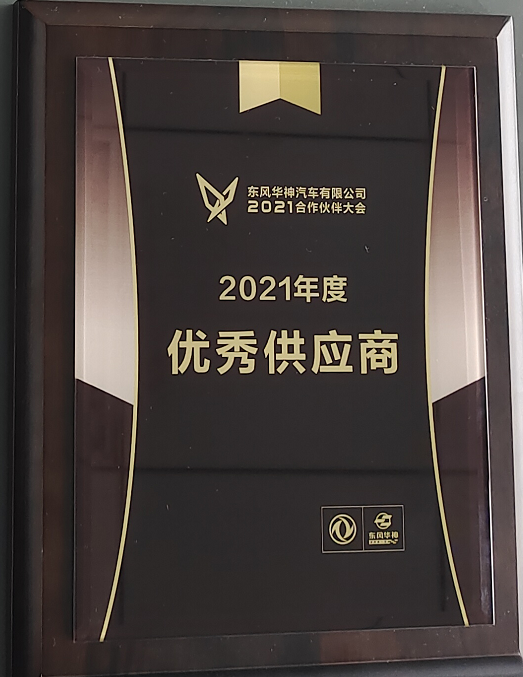 东风华神汽车有限公司
2021合作伙伴大会
2021年度
优秀供应商
东风华神